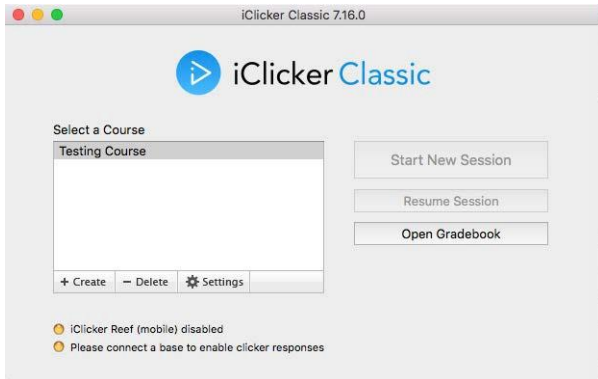 iClicker Classic 7.16.0
iClicker Classic
Select a Course
Testing Course
Start New Session
Resume Session
Open Gradebook
+ Create − Delete Settings
iClicker Reef (mobile) disabled
Please connect a base to enable clicker responses